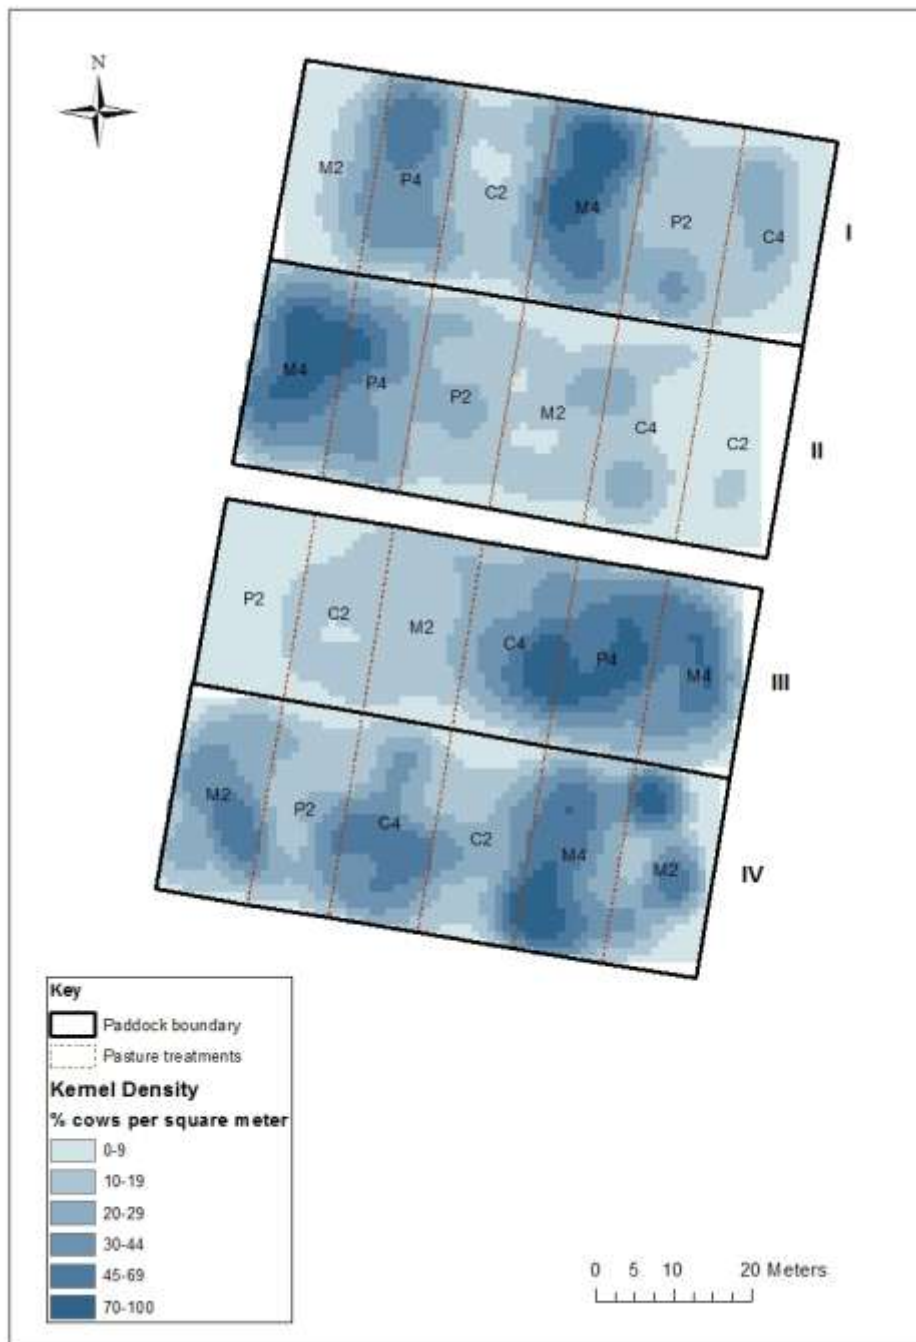 N
M2
P4
C2
M4
P2
C4
I
M4
P4
P2
M2
C4
C2
II
P2
C2
M2
C4
P4
M4
III
M2
P2
C4
C2
M4
M2
IV
Key
Paddock boundary
Pasture treatments
Kernel Density
% cows per square meter
0-9
10-19
20-29
30-44
45-69
70-100
0 5 10 20 Meters